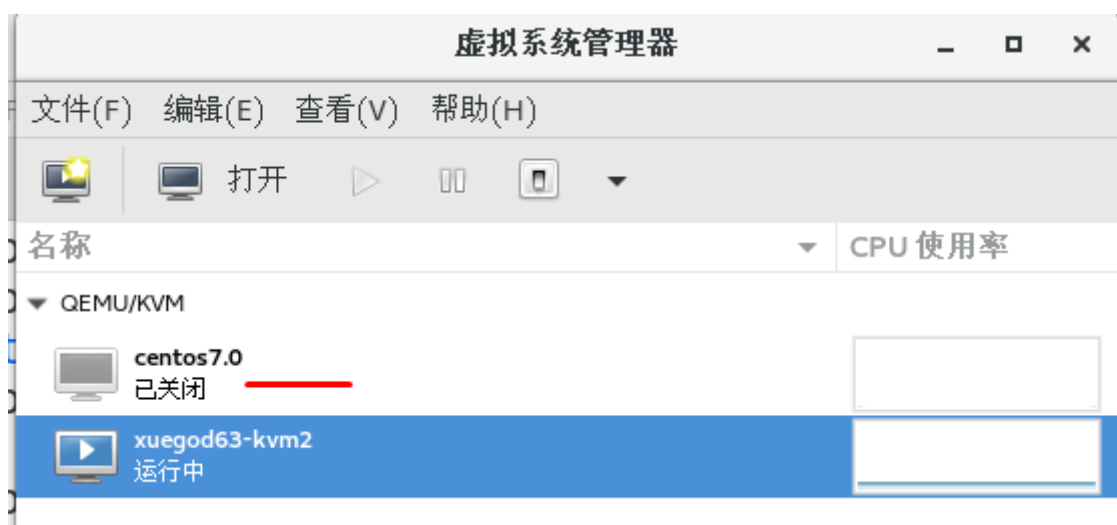 虚拟系统管理器
文件(F) 编辑(E) 查看(V) 帮助(H)
打开
名称 CPU 使用率
QEMU/KVM
centos7.0
已关闭
xuegod63-kvm2
运行中